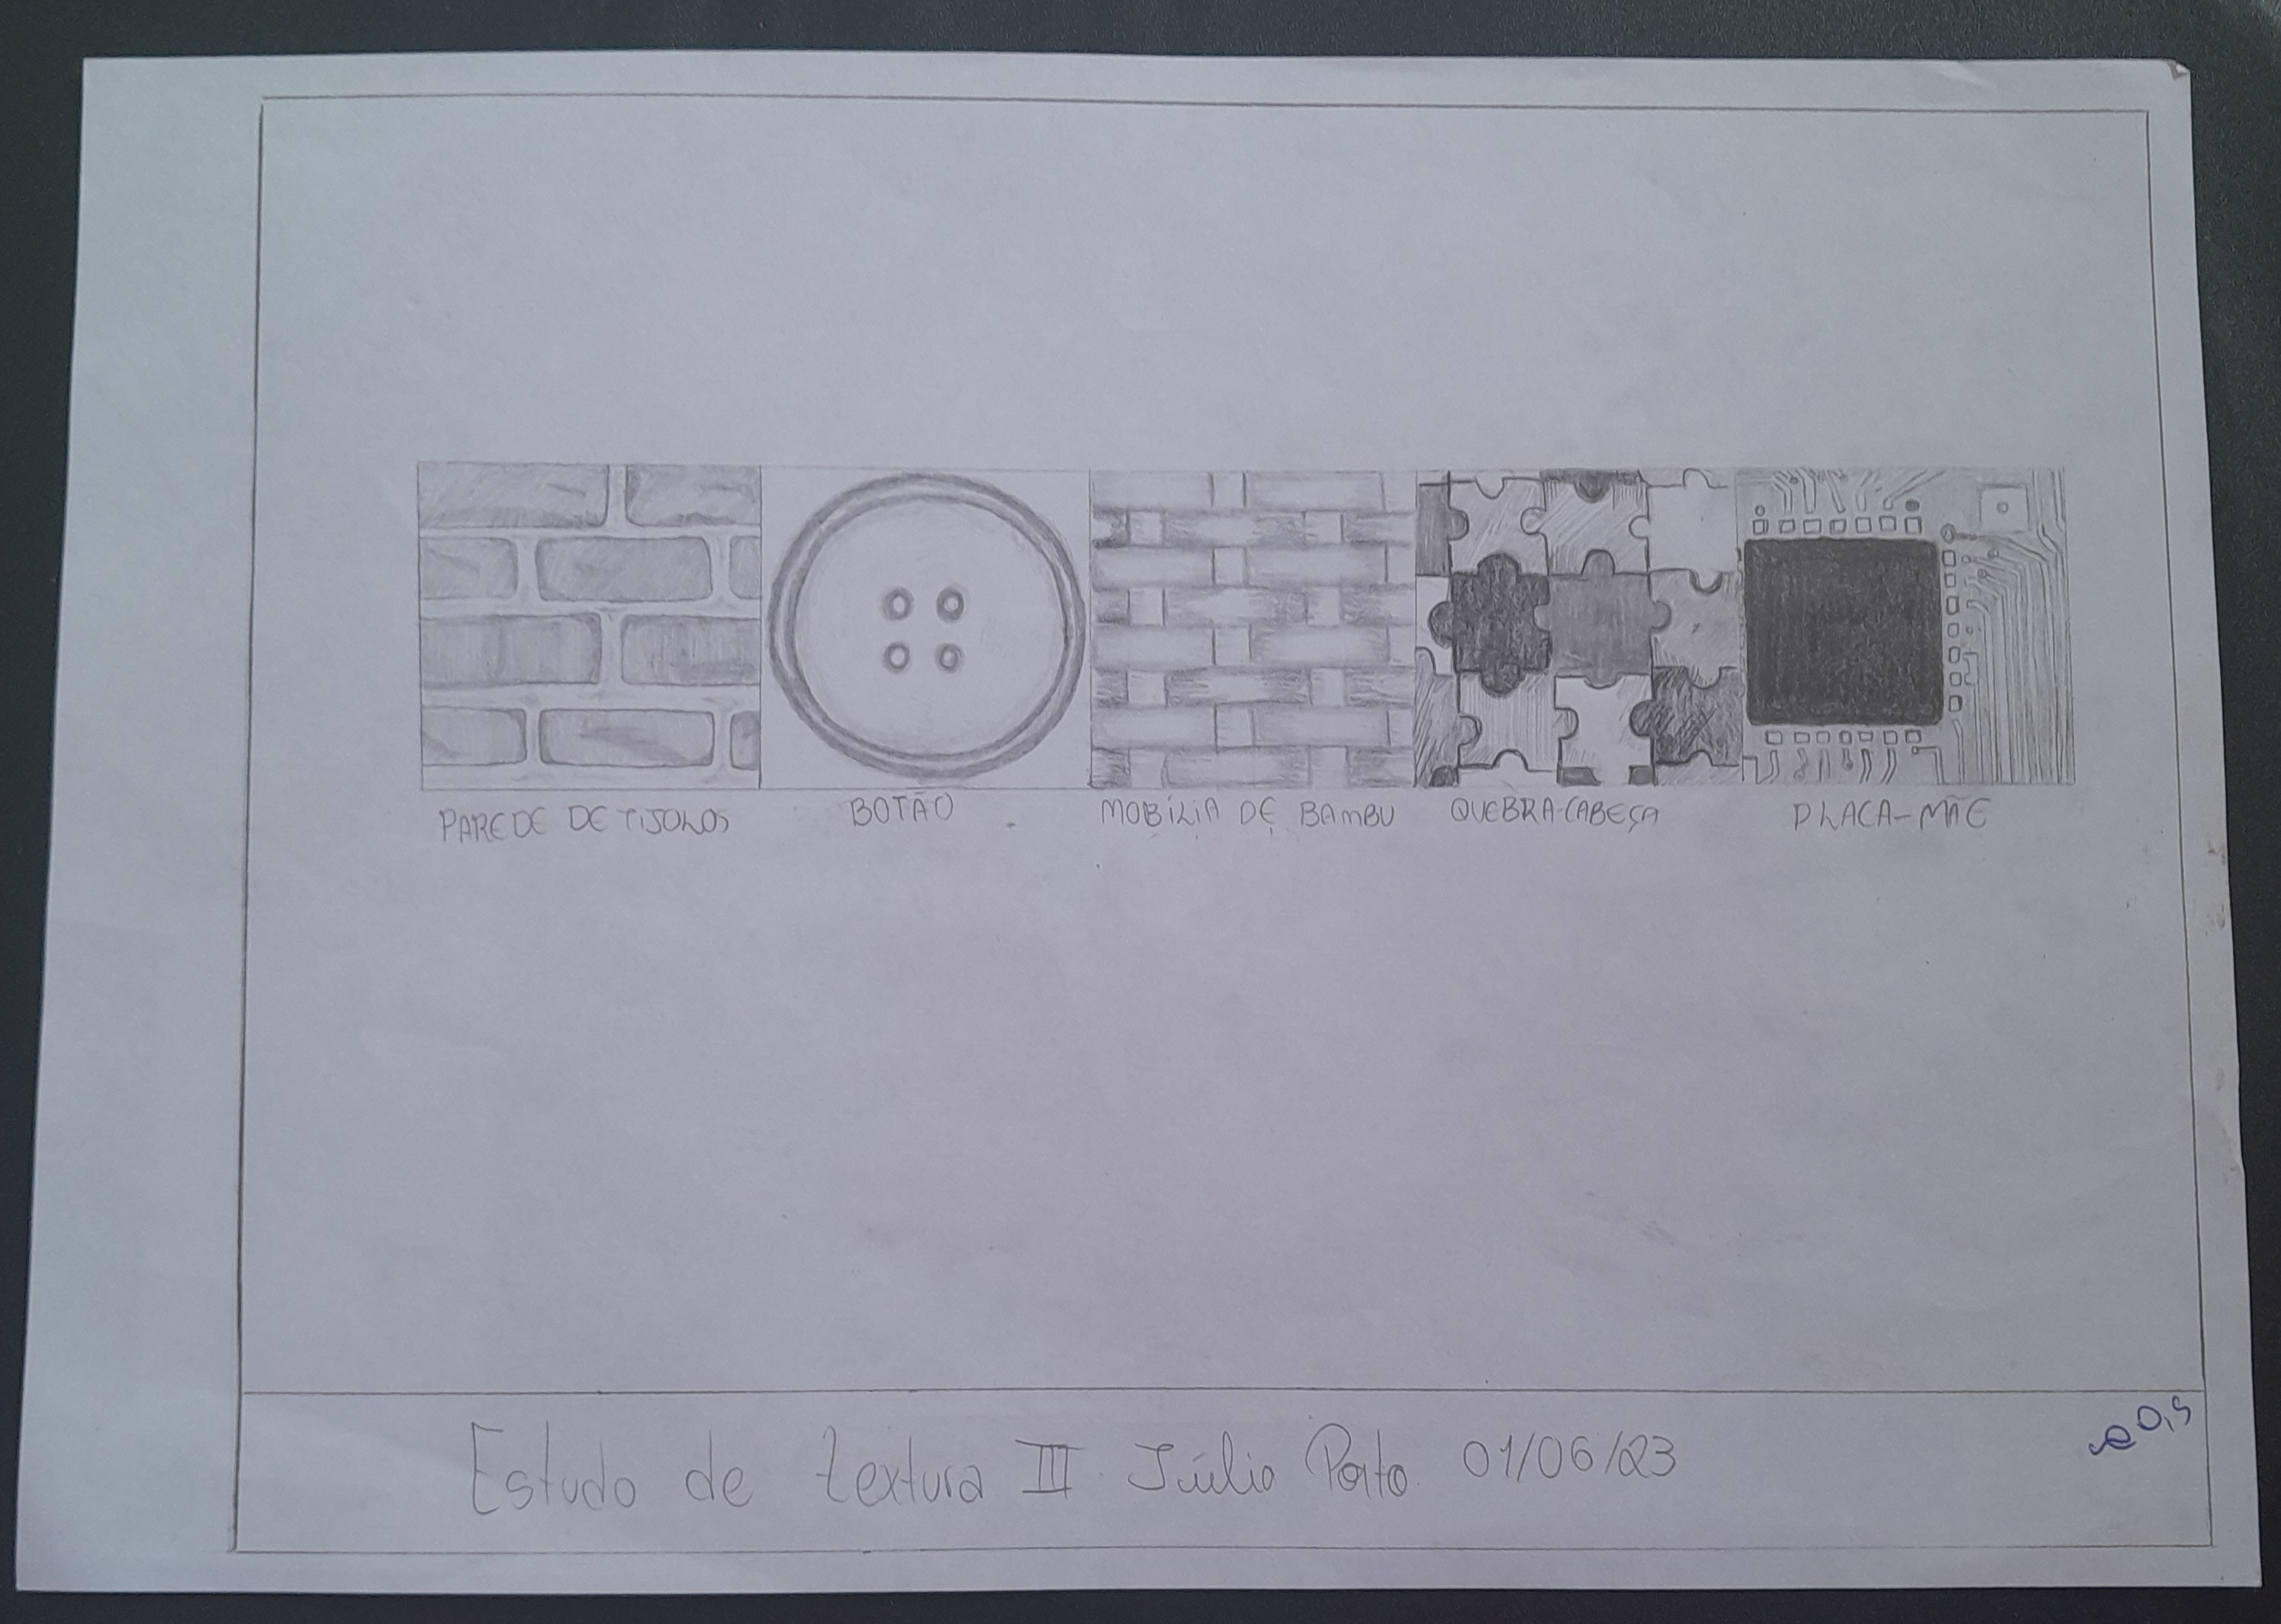 PAREDE DE TIJOLOS BOTÃO MOBÍLIA DE BAMBU QUEBRA-CABEÇA PLACA-MÃE
Estudo de textura III Júlio Porto 01/06/23
0,5